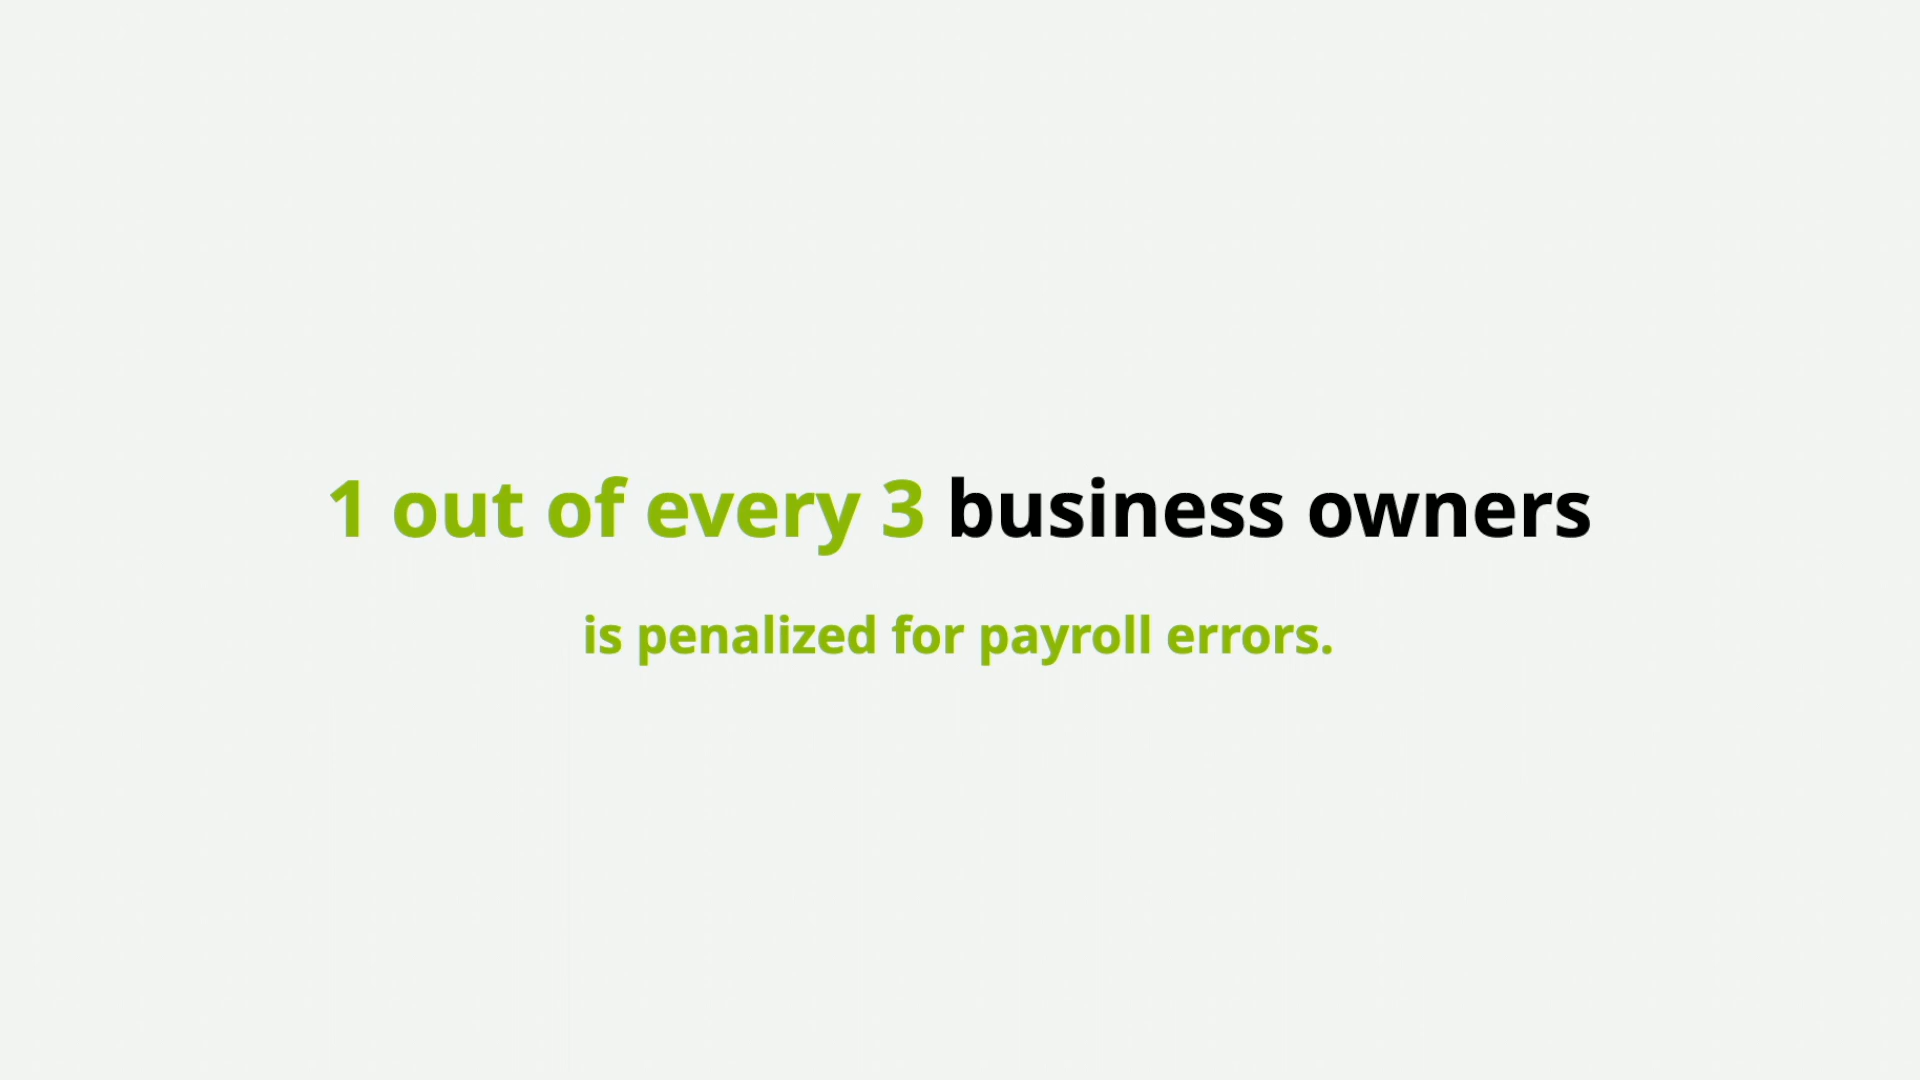 1 out of every 3 business owners
is penalized for payroll errors.